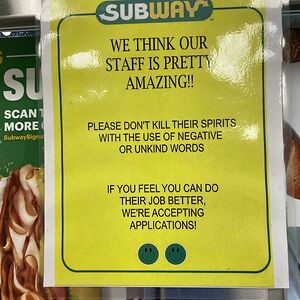 SUBWAY
WE THINK OUR
STAFF IS PRETTY
AMAZING!!
PLEASE DON'T KILL THEIR SPIRITS
WITH THE USE OF NEGATIVE
OR UNKIND WORDS
IF YOU FEEL YOU CAN DO
THEIR JOB BETTER,
WE'RE ACCEPTING
APPLICATIONS!
SU
SCAN
MORE